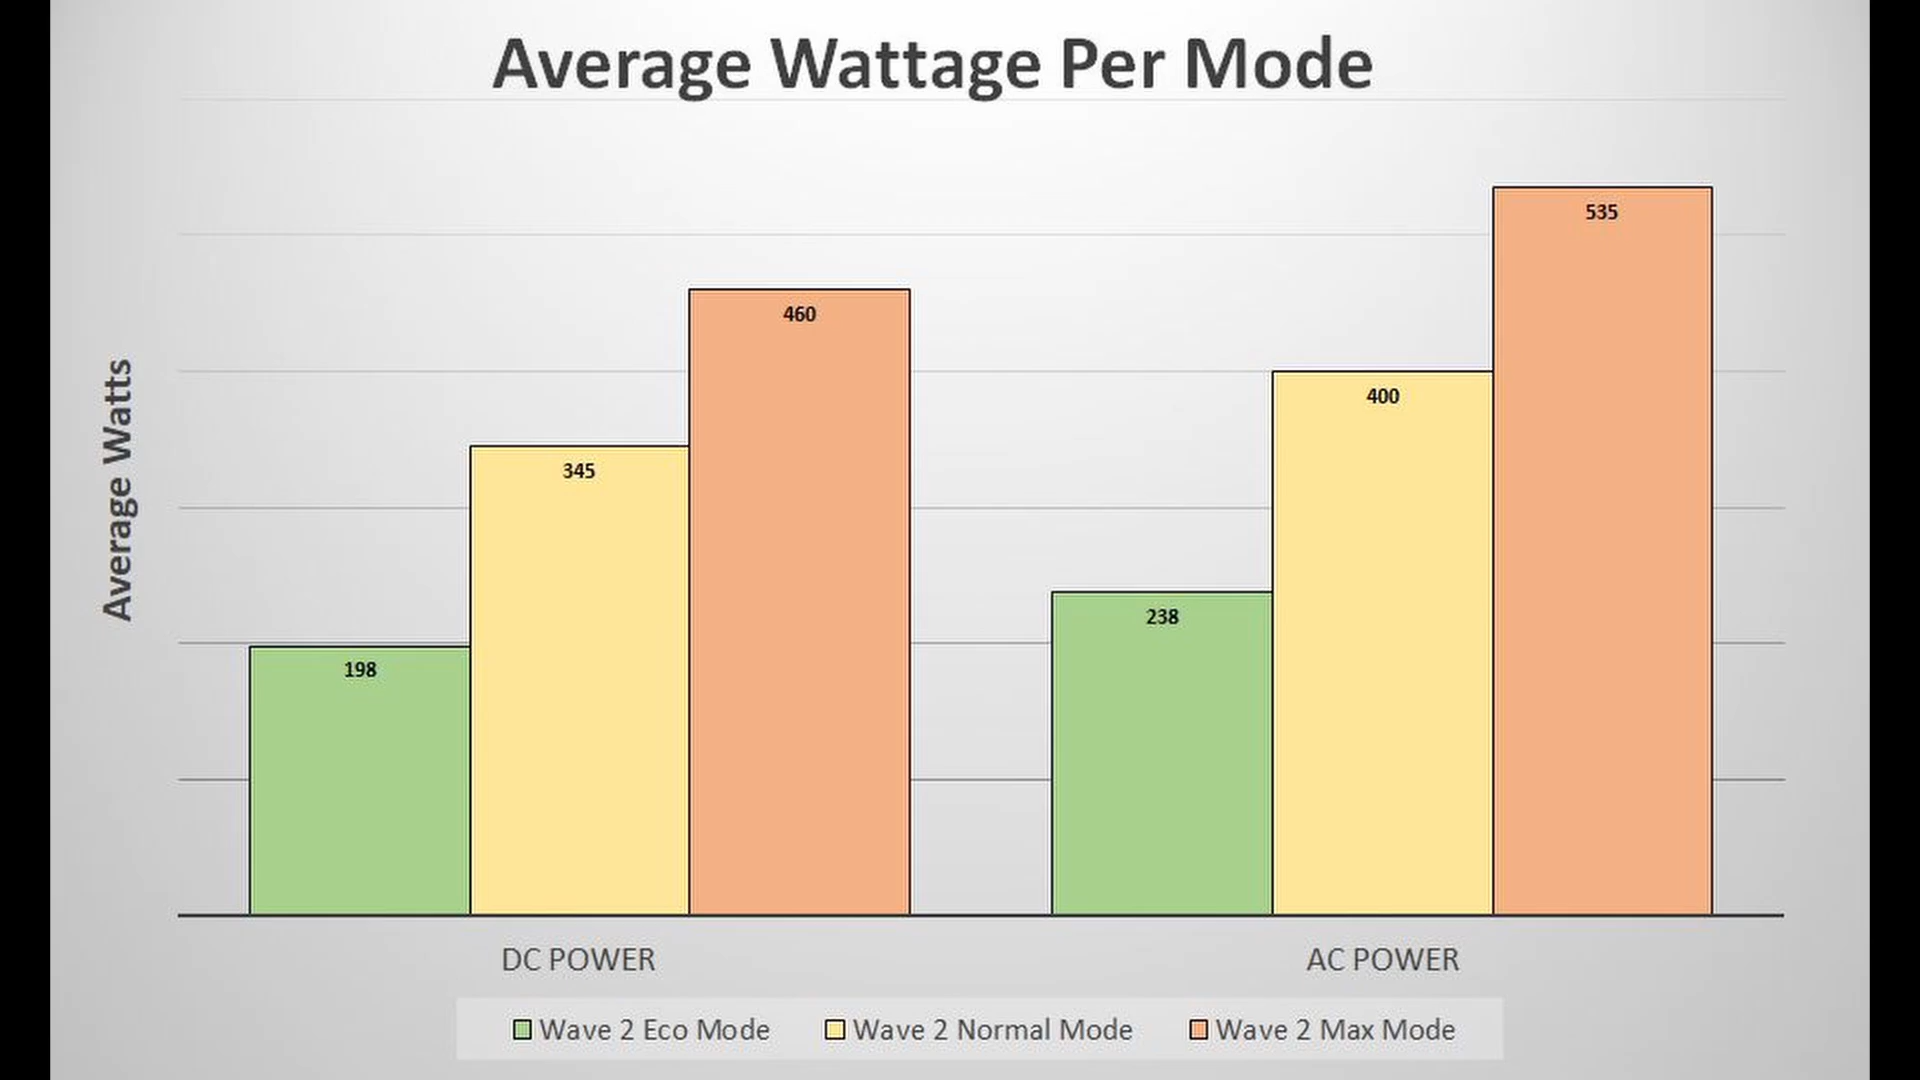 Average Wattage Per Mode
Average Watts
198
345
460
238
400
535
DC POWER
AC POWER
Wave 2 Eco Mode
Wave 2 Normal Mode
Wave 2 Max Mode